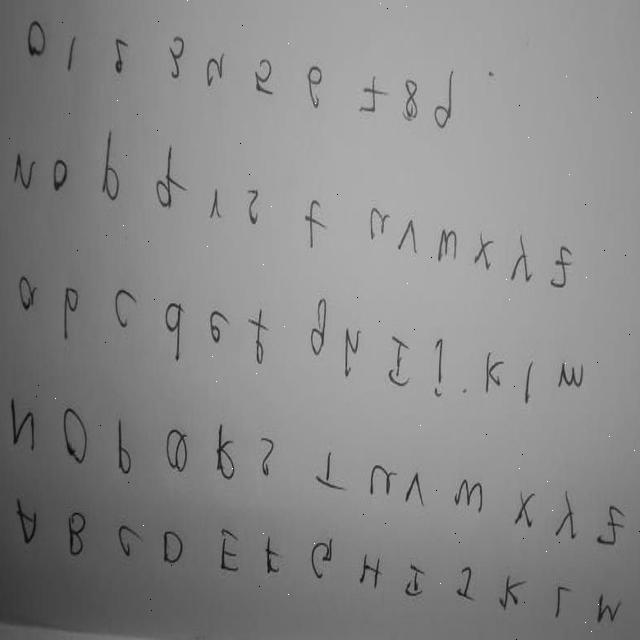 A B C D E F G H I J K L M
N O P Q R S T U V W X Y Z
a b c d e f g h i j k l m
n o p q r s t u v w x y z
0 1 2 3 4 5 6 7 8 9